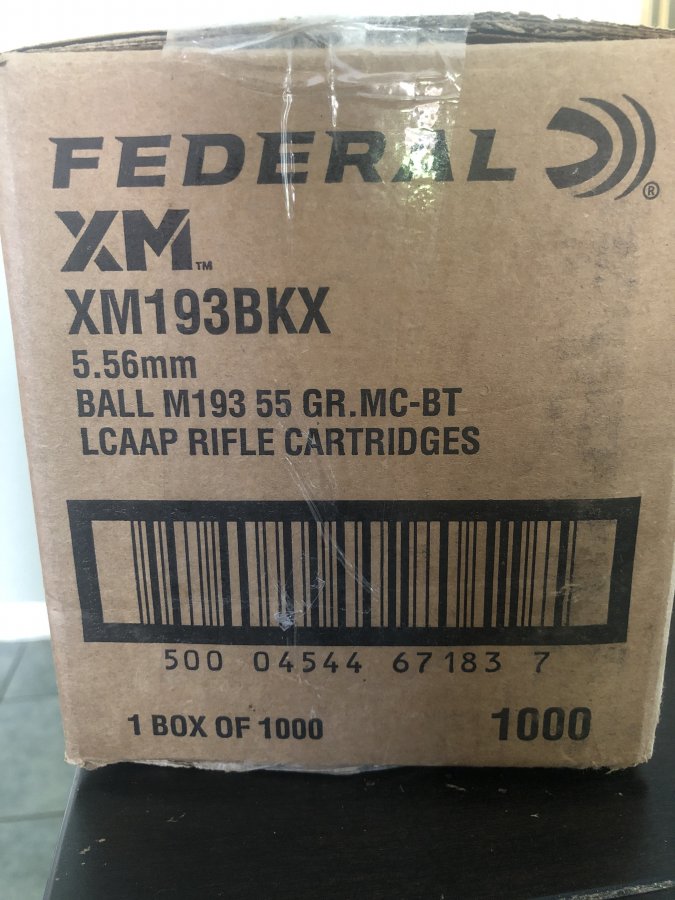 FEDERAL ®
XM™
XM193BKX
5.56mm
BALL M193 55 GR.MC-BT
LCAAP RIFLE CARTRIDGES
500 04544 67183 7
1 BOX OF 1000 1000